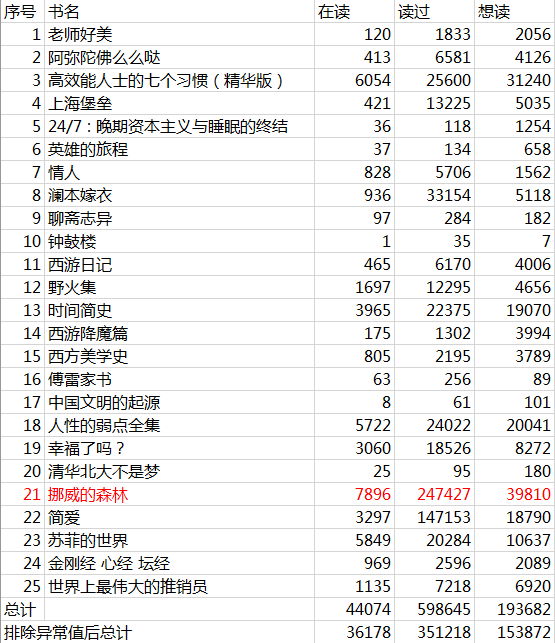 序号 书名 在读 读过 想读
1 老师好美 120 1833 2056
2 阿弥陀佛么么哒 413 6581 4126
3 高效能人士的七个习惯（精华版） 6054 25600 31240
4 上海堡垒 421 13225 5035
5 24/7：晚期资本主义与睡眠的终结 36 118 1254
6 英雄的旅程 37 134 658
7 情人 828 5706 1562
8 澜本嫁衣 936 33154 5118
9 聊斋志异 97 284 182
10 钟鼓楼 1 35 7
11 西游日记 465 6170 4006
12 野火集 1697 12295 4656
13 时间简史 3965 22375 19070
14 西游降魔篇 175 1302 3994
15 西方美学史 805 2195 3789
16 傅雷家书 63 256 89
17 中国文明的起源 8 61 101
18 人性的弱点全集 5722 24022 20041
19 幸福了吗？ 3060 18526 8272
20 清华北大不是梦 25 95 180
21 挪威的森林 7896 247427 39810
22 简爱 3297 147153 18790
23 苏菲的世界 5849 20284 10637
24 金刚经 心经 坛经 969 2596 2089
25 世界上最伟大的推销员 1135 7218 6920
总计 44074 598645 193682
排除异常值后总计 36178 351218 153872